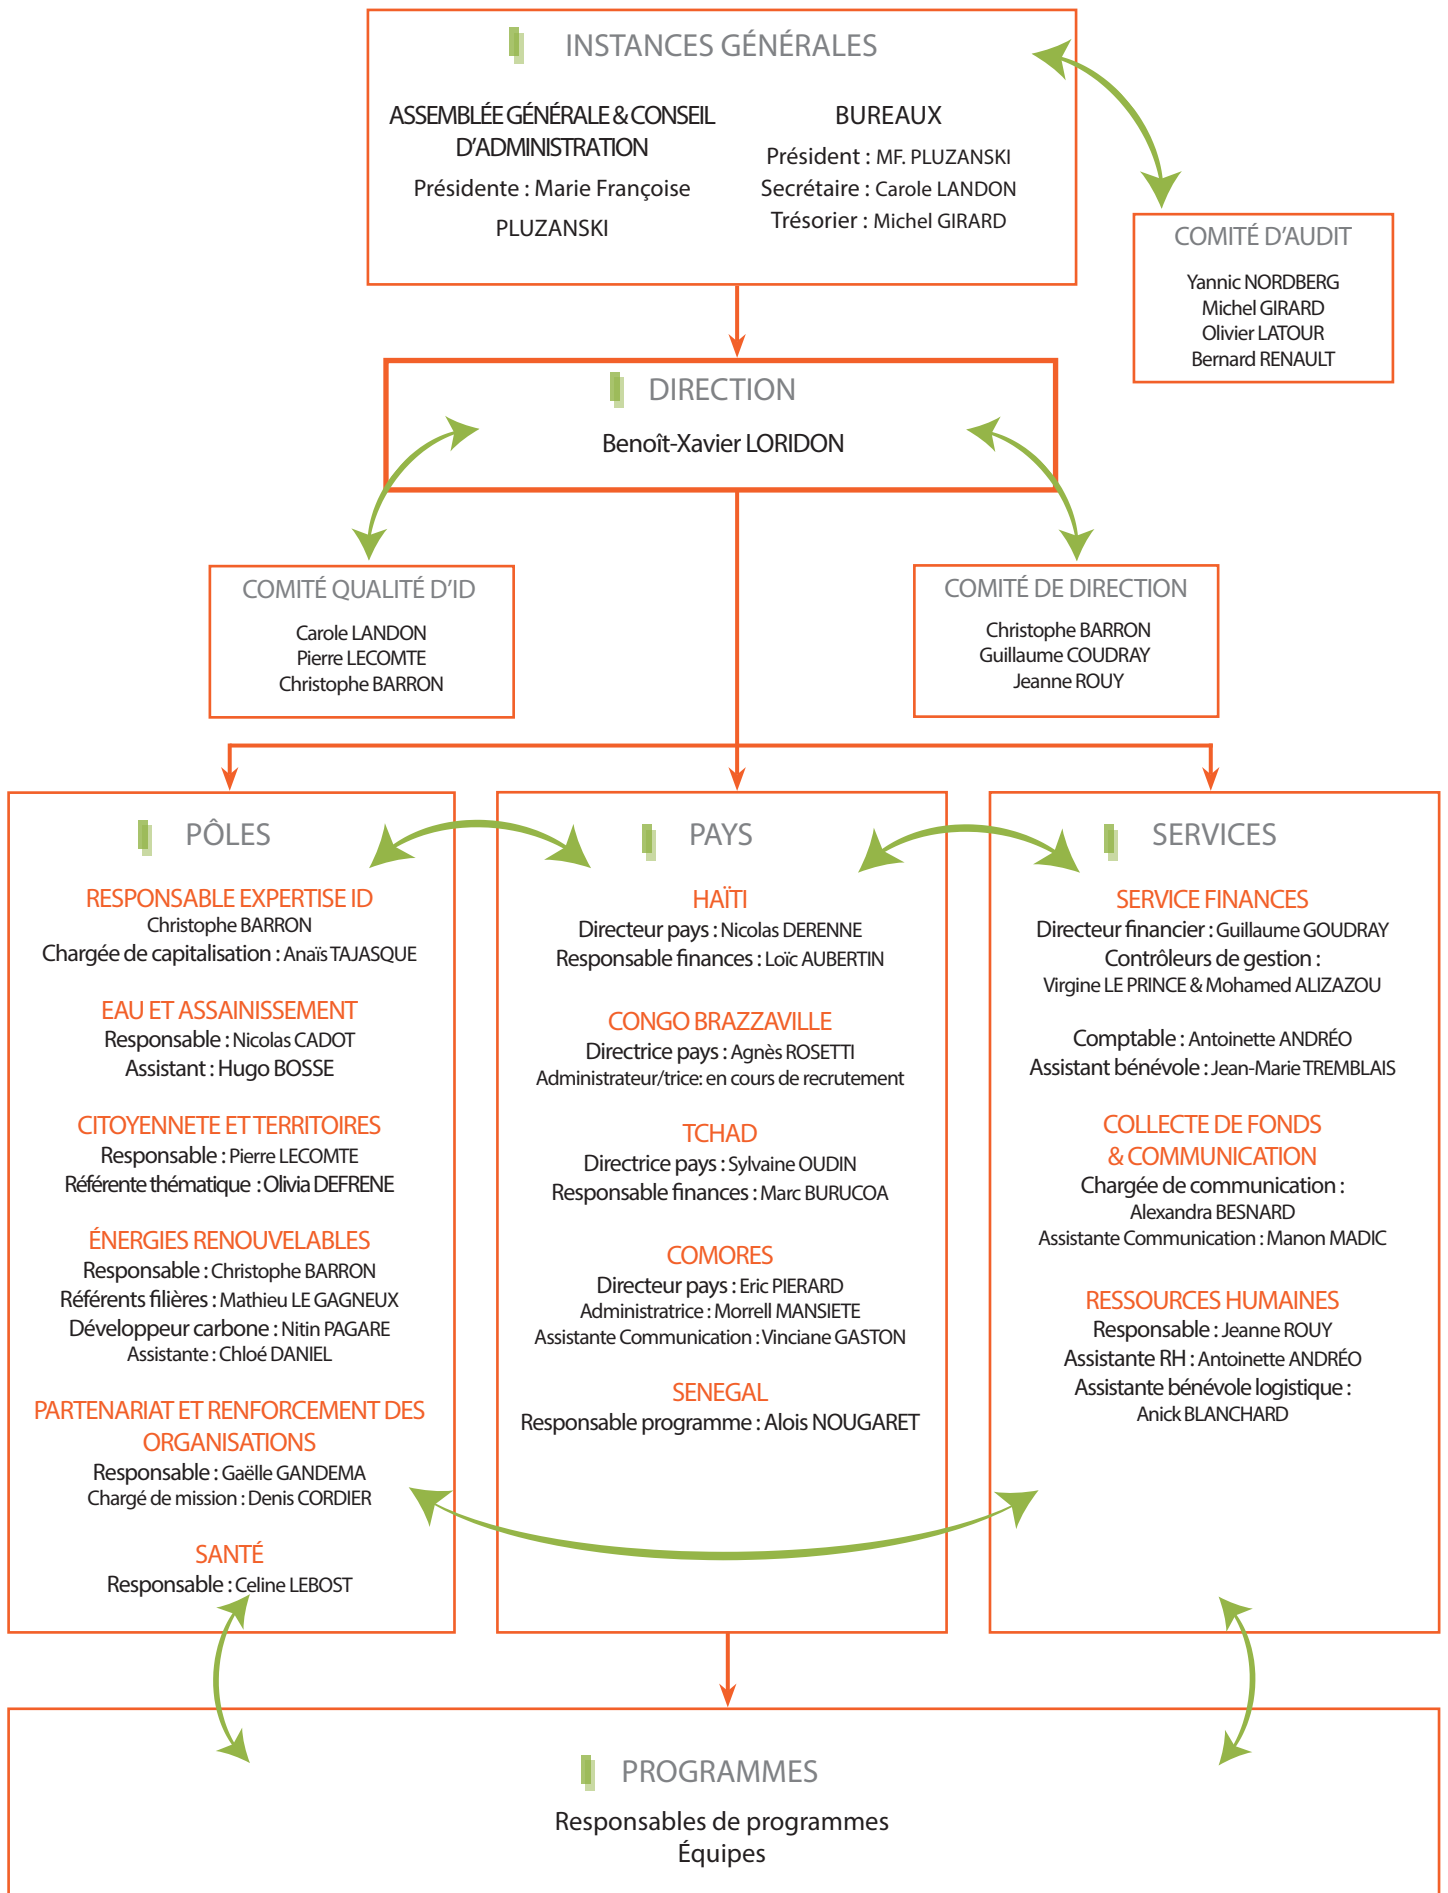 INSTANCES GÉNÉRALES
ASSEMBLÉE GÉNÉRALE & CONSEIL
D'ADMINISTRATION
Présidente : Marie Françoise
PLUZANSKI
BUREAUX
Président : MF. PLUZANSKI
Secrétaire : Carole LANDON
Trésorier : Michel GIRARD
COMITÉ D'AUDIT
Yannic NORDBERG
Michel GIRARD
Olivier LATOUR
Bernard RENAULT
DIRECTION
Benoît-Xavier LORIDON
COMITÉ QUALITÉ D'ID
Carole LANDON
Pierre LECOMTE
Christophe BARRON
COMITÉ DE DIRECTION
Christophe BARRON
Guillaume COUDRAY
Jeanne ROUY
PÔLES
RESPONSABLE EXPERTISE ID
Christophe BARRON
Chargée de capitalisation : Anaïs TAJASQUE
EAU ET ASSAINISSEMENT
Responsable : Nicolas CADOT
Assistant : Hugo BOSSE
CITOYENNETE ET TERRITOIRES
Responsable : Pierre LECOMTE
Référente thématique : Olivia DEFRENE
ÉNERGIES RENOUVELABLES
Responsable : Christophe BARRON
Référents filières : Mathieu LE GAGNEUX
Développeur carbone : Nitin PAGARE
Assistante : Chloé DANIEL
PARTENARIAT ET RENFORCEMENT DES
ORGANISATIONS
Responsable : Gaëlle GANDEMA
Chargé de mission : Denis CORDIER
SANTÉ
Responsable : Celine LEBOST
PAYS
HAÏTI
Directeur pays : Nicolas DERENNE
Responsable finances : Loïc AUBERTIN
CONGO BRAZZAVILLE
Directrice pays : Agnès ROSETTI
Administrateur/trice: en cours de recrutement
TCHAD
Directrice pays : Sylvaine OUDIN
Responsable finances : Marc BURUCOA
COMORES
Directeur pays : Eric PIERARD
Administratrice : Morrell MANSIETE
Assistante Communication : Vinciane GASTON
SENEGAL
Responsable programme : Alois NOUGARET
SERVICES
SERVICE FINANCES
Directeur financier : Guillaume GOUDRAY
Contrôleurs de gestion :
Virgine LE PRINCE & Mohamed ALIZAZOU
Comptable : Antoinette ANDRÉO
Assistant bénévole : Jean-Marie TREMBLAIS
COLLECTE DE FONDS
& COMMUNICATION
Chargée de communication :
Alexandra BESNARD
Assistante Communication : Manon MADIC
RESSOURCES HUMAINES
Responsable : Jeanne ROUY
Assistante RH : Antoinette ANDRÉO
Assistante bénévole logistique :
Anick BLANCHARD
PROGRAMMES
Responsables de programmes
Équipes